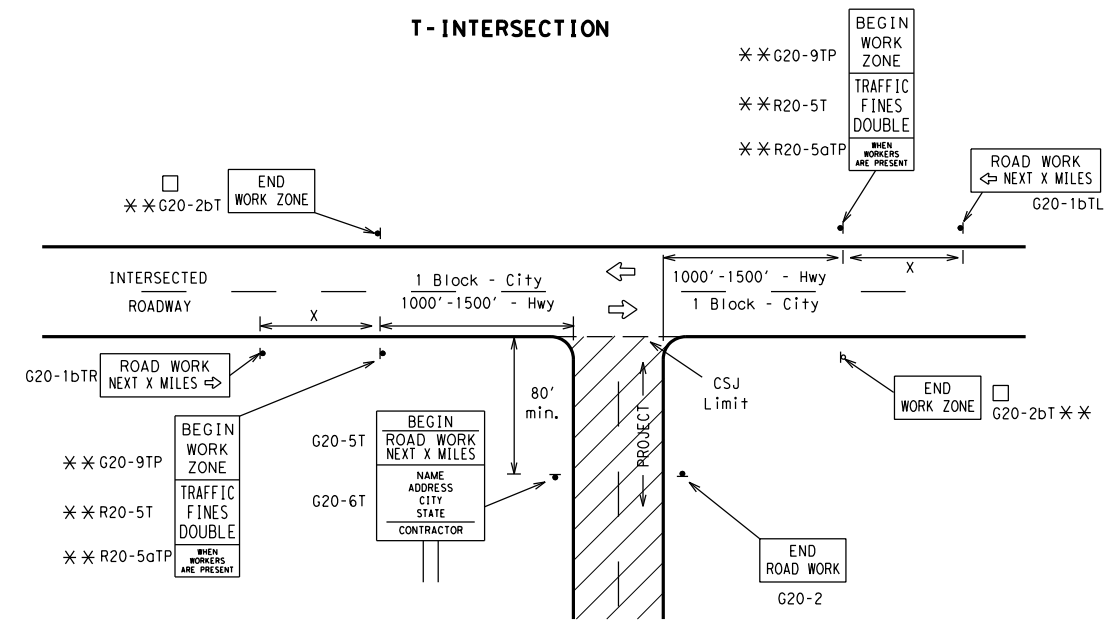 T-INTERSECTION
BEGIN
WORK
ZONE
TRAFFIC
FINES
DOUBLE
WHEN
WORKERS
ARE PRESENT
✳✳G20-9TP
✳✳R20-5T
✳✳R20-5aTP
ROAD WORK
⇦ NEXT X MILES
G20-1bTL
END
WORK ZONE
□
✳✳G20-2bT
X
INTERSECTED
ROADWAY
1 Block - City
1000'-1500' - Hwy
1000'-1500' - Hwy
1 Block - City
X
G20-1bTR
ROAD WORK
NEXT X MILES ⇨
80'
min.
PROJECT
CSJ
Limit
END
WORK ZONE
□
G20-2bT✳✳
BEGIN
WORK
ZONE
TRAFFIC
FINES
DOUBLE
WHEN
WORKERS
ARE PRESENT
✳✳G20-9TP
✳✳R20-5T
✳✳R20-5aTP
G20-5T
BEGIN
ROAD WORK
NEXT X MILES
G20-6T
NAME
ADDRESS
CITY
STATE
CONTRACTOR
END
ROAD WORK
G20-2